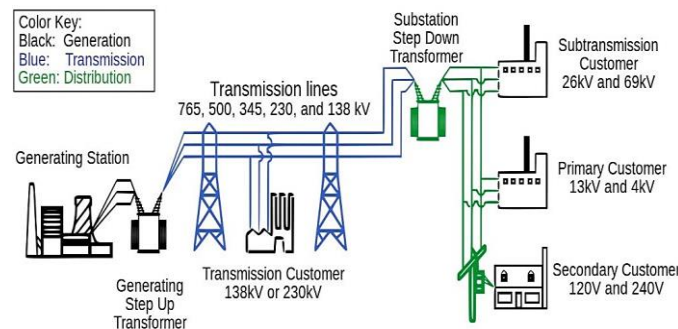 Color Key:
Black: Generation
Blue: Transmission
Green: Distribution
Substation
Step Down
Transformer
Subtransmission
Customer
26kV and 69kV
Transmission lines
765, 500, 345, 230, and 138 kV
Generating Station
Primary Customer
13kV and 4kV
Transmission Customer
138kV or 230kV
Generating
Step Up
Transformer
Secondary Customer
120V and 240V